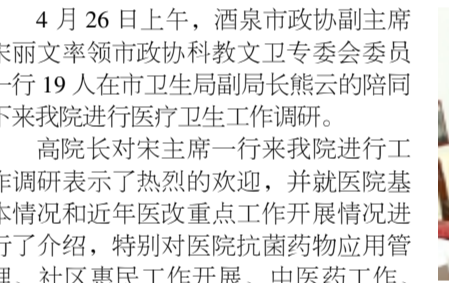 4 月 26 日上午，酒泉市政协副主席
宋丽文率领市政协科教文卫专委会委员
一行 19 人在市卫生局副局长熊云的陪同
下来我院进行医疗卫生工作调研。
高院长对宋主席一行来我院进行工
作调研表示了热烈的欢迎，并就医院基
本情况和近年医改重点工作开展情况进
行了介绍，特别对医院抗菌药物应用管
理、社区惠民工作开展、中医药工作、